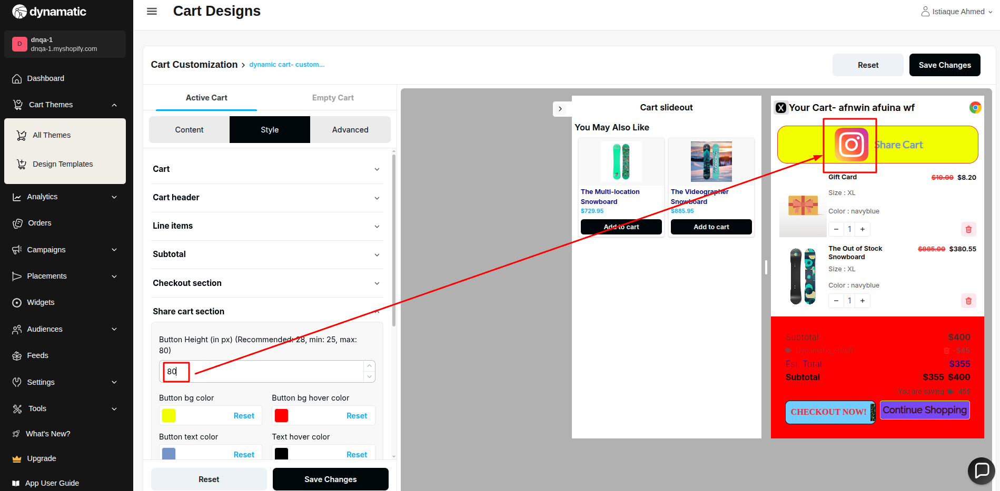 dynamatic
Cart Designs
Istiaque Ahmed
D
dnqa-1
dnqa-1.myshopify.com
Dashboard
Cart Themes
All Themes
Design Templates
Analytics
Orders
Campaigns
Placements
Widgets
Audiences
Feeds
Settings
Tools
What's New?
Upgrade
App User Guide
Cart Customization > dynamic cart- custom...
Reset
Save Changes
Active Cart
Empty Cart
Content
Style
Advanced
Cart
Cart header
Line items
Subtotal
Checkout section
Share cart section
Button Height (in px) (Recommended: 28, min: 25, max:
80)
80
Button bg color
Button bg hover color
Reset
Reset
Button text color
Text hover color
Reset
Reset
Reset
Save Changes
Cart slideout
You May Also Like
The Multi-location
Snowboard
$729.95
Add to cart
The Videographer
Snowboard
$885.95
Add to cart
X Your Cart- afnwin afuina wf
Share Cart
Gift Card
$10.00 $8.20
Size : XL
Color : navyblue
− 1 +
The Out of Stock
Snowboard
$885.00 $380.55
Size : XL
Color : navyblue
− 1 +
Subtotal $400
-$45
Est. Total $355
Subtotal $355 $400
You are saving 45$
CHECKOUT NOW!
Continue Shopping